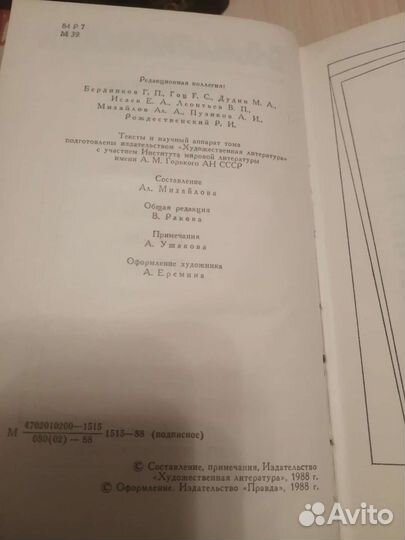 84 Р 7
М 39
Редакционная коллегия:
Бердников Г. П., Гоц Г. С., Дудин М. А.,
Исаев Е. А., Леонтьев В. П.,
Михайлов Ал. А., Пузиков А. И.,
Рождественский Р. И.
Тексты и научный аппарат тома
подготовлены издательством «Художественная литература»
с участием Института мировой литературы
имени А. М. Горького АН СССР
Составление
Ал. Михайлова
Общая редакция
В. Ракова
Примечания
А. Ушакова
Оформление художника
А. Еремина
М 4702010200—1515
080(02)—88 1515—88 (подписное)
© Составление, примечания, Издательство
«Художественная литература», 1988 г.
© Оформление. Издательство «Правда», 1988 г.
Avito